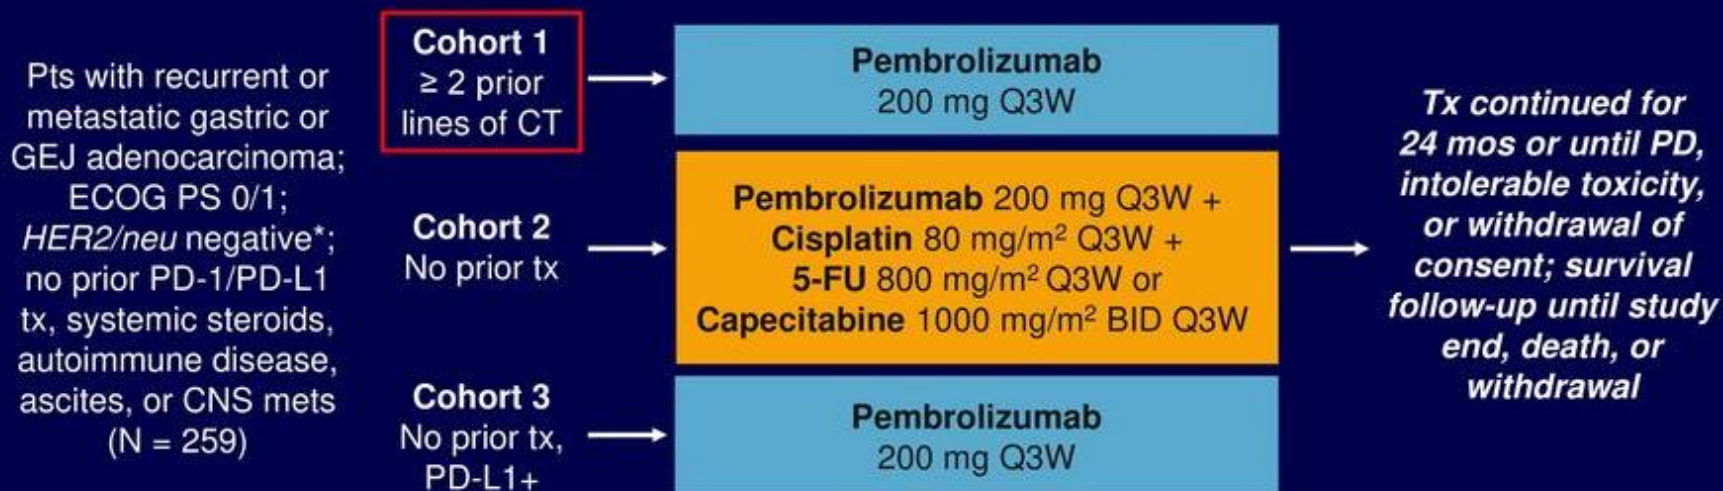 Pts with recurrent or
metastatic gastric or
GEJ adenocarcinoma;
ECOG PS 0/1;
HER2/neu negative*;
no prior PD-1/PD-L1
tx, systemic steroids,
autoimmune disease,
ascites, or CNS mets
(N = 259)
Cohort 1
≥ 2 prior
lines of CT
Pembrolizumab
200 mg Q3W
Cohort 2
No prior tx
Pembrolizumab 200 mg Q3W +
Cisplatin 80 mg/m² Q3W +
5-FU 800 mg/m² Q3W or
Capecitabine 1000 mg/m² BID Q3W
Cohort 3
No prior tx,
PD-L1+
Pembrolizumab
200 mg Q3W
Tx continued for
24 mos or until PD,
intolerable toxicity,
or withdrawal of
consent; survival
follow-up until study
end, death, or
withdrawal